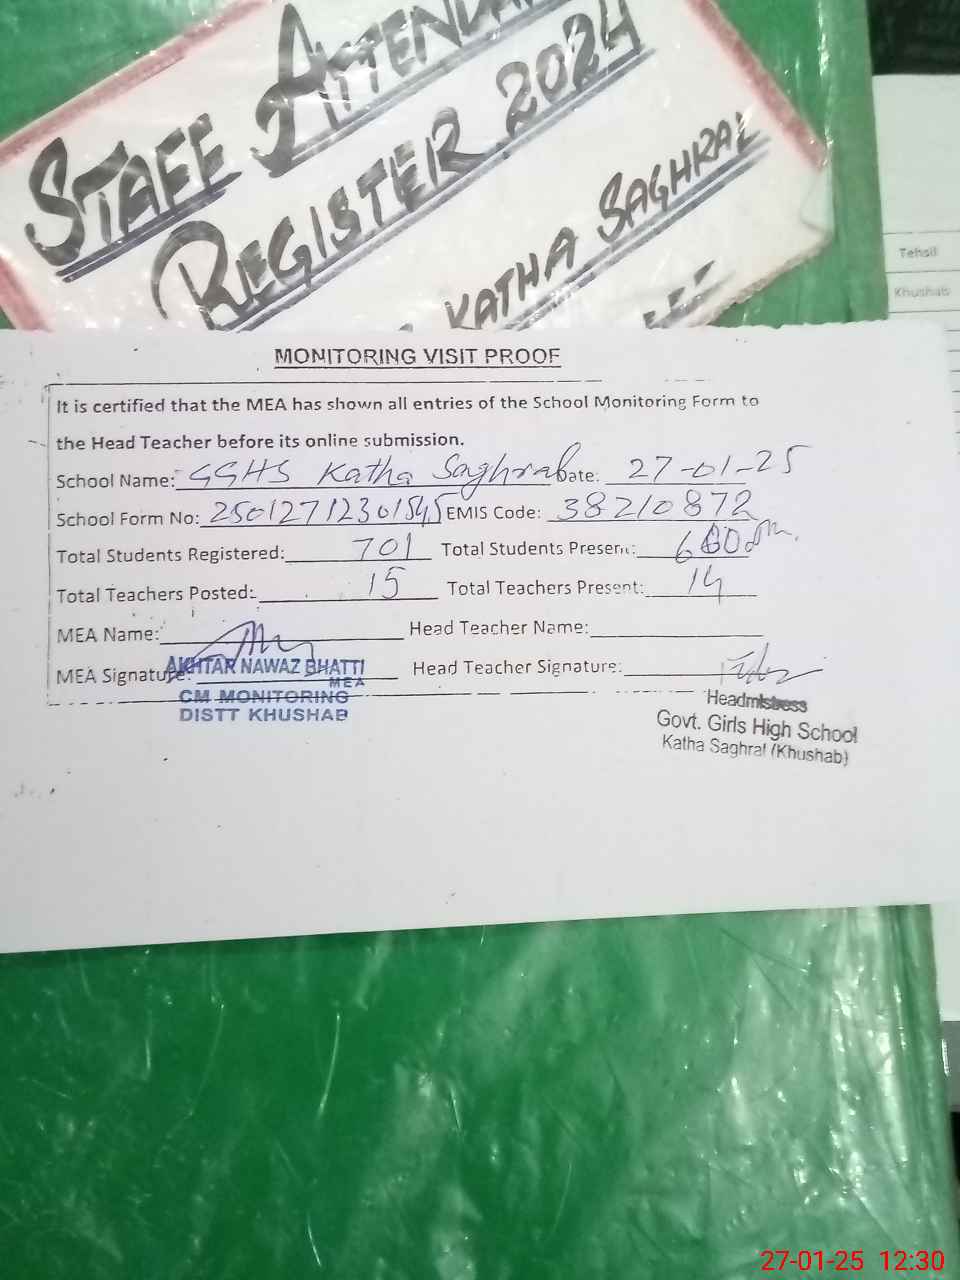 STAFF ATTENDAN
REGISTER 2024
KATHA SAGHRAL
Tehsil
Khushab
MONITORING VISIT PROOF
It is certified that the MEA has shown all entries of the School Monitoring Form to
the Head Teacher before its online submission.
School Name: GGHS Katha Saghral Date: 27-01-25
School Form No: EMIS Code: 38210872
Total Students Registered: 701 Total Students Present:
Total Teachers Posted: 15 Total Teachers Present: 14
MEA Name: Head Teacher Name:
MEA Signature: Head Teacher Signature:
AKHTAR NAWAZ BHATTI
MEA
CM MONITORING
DISTT KHUSHAB
Headmistress
Govt. Girls High School
Katha Saghral (Khushab)
27-01-25 12:30